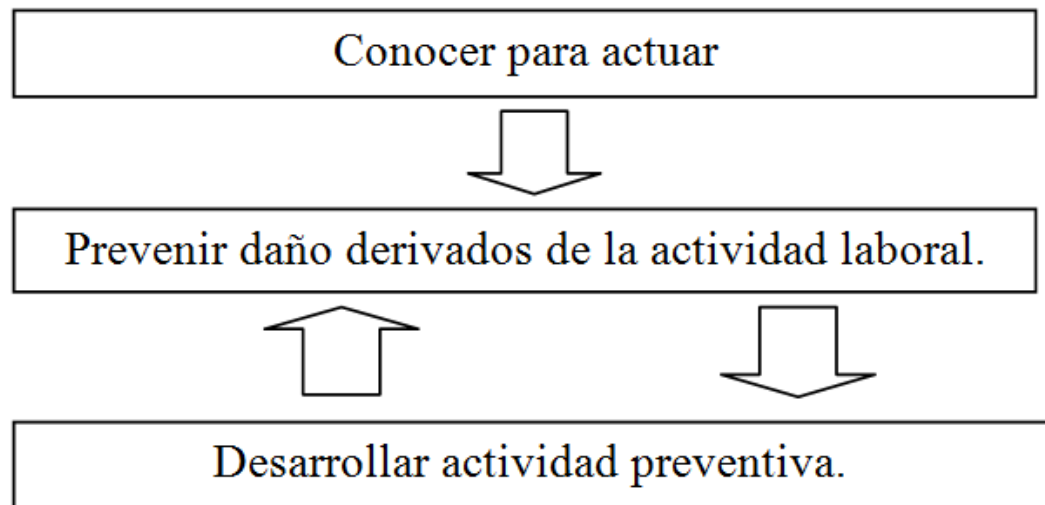 Conocer para actuar
Prevenir daño derivados de la actividad laboral.
Desarrollar actividad preventiva.